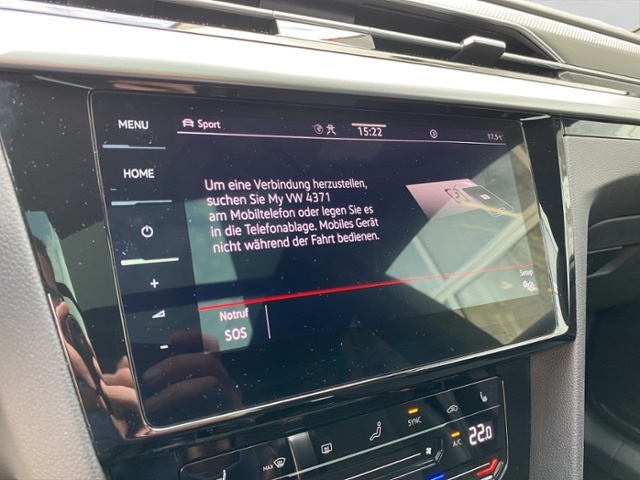 MENU
Sport
15:22
17.5°C
HOME
Um eine Verbindung herzustellen,
suchen Sie My VW 4371
am Mobiltelefon oder legen Sie es
in die Telefonablage. Mobiles Gerät
nicht während der Fahrt bedienen.
+
-
Setup
Notruf
SOS
MAX
SYNC
A/C
22.0